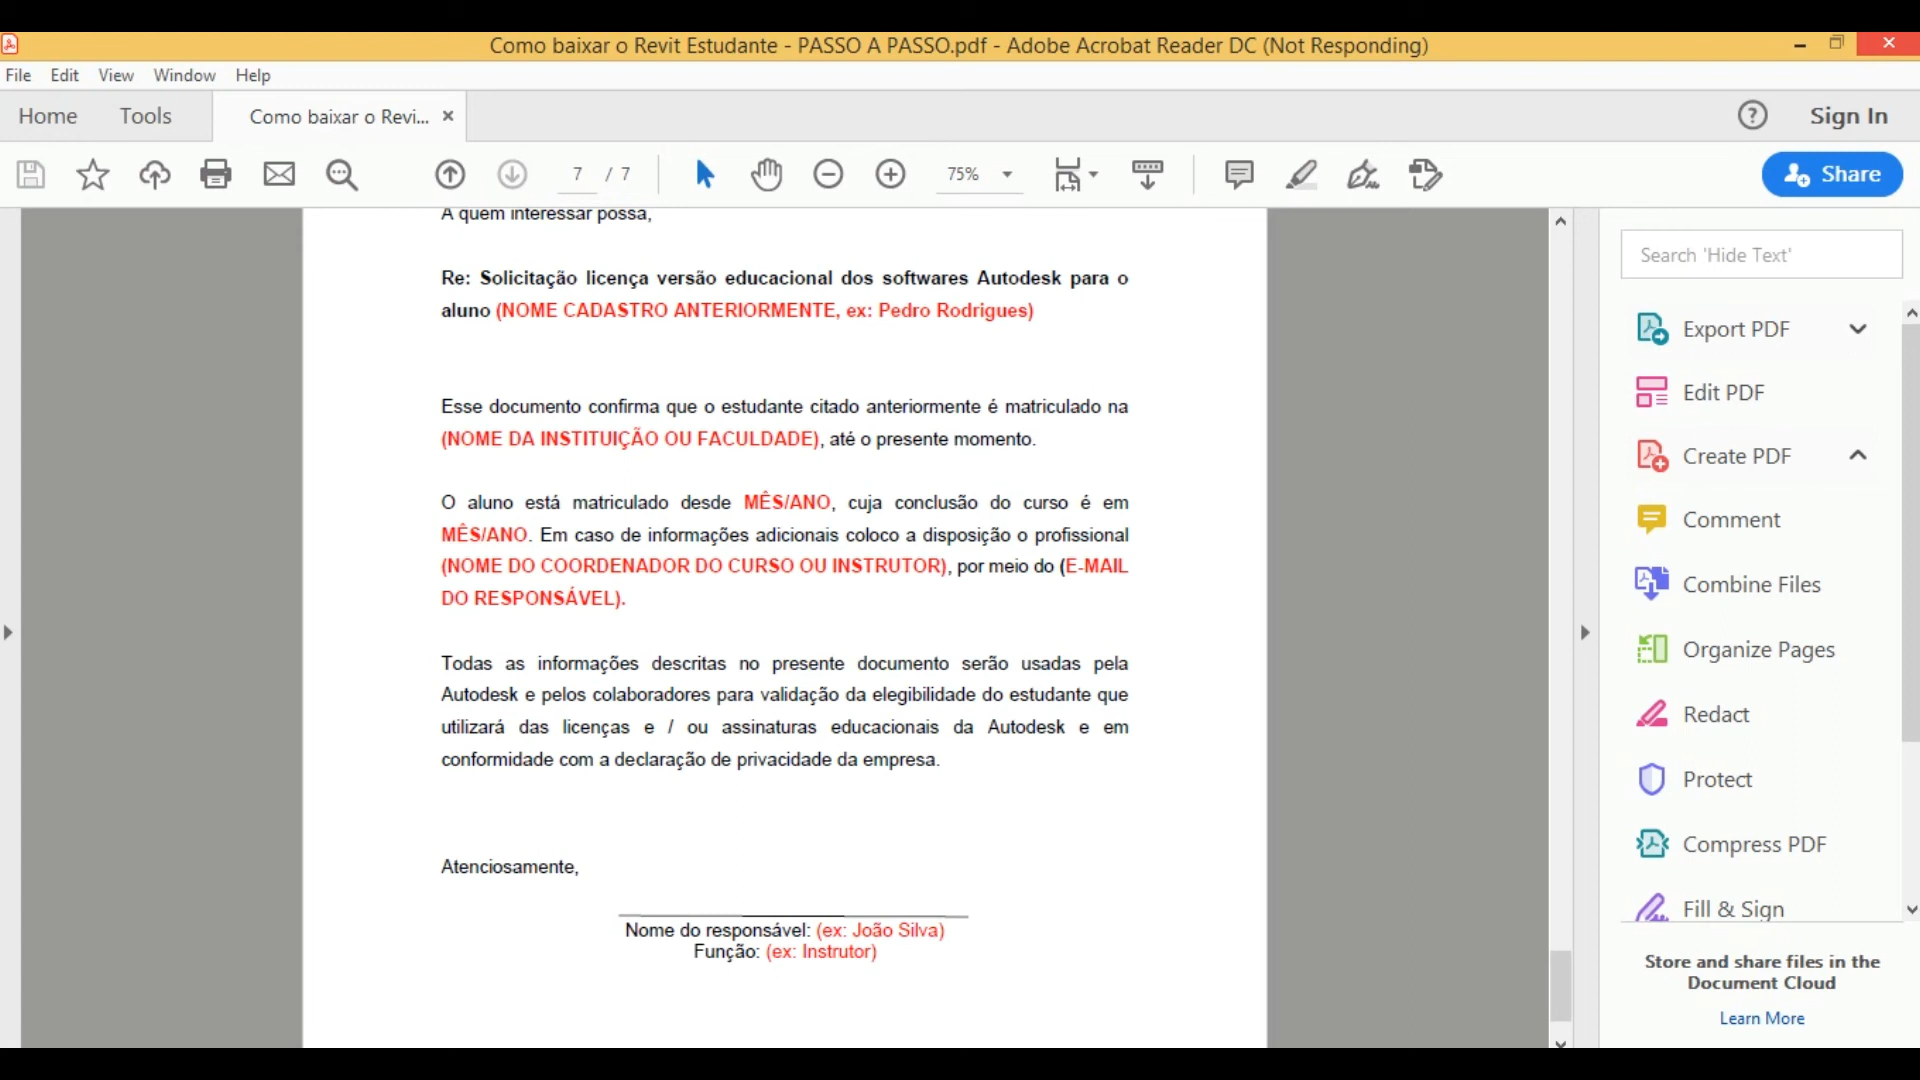 Como baixar o Revit Estudante - PASSO A PASSO.pdf - Adobe Acrobat Reader DC (Not Responding)
File Edit View Window Help
Home Tools Como baixar o Revi... × ? Sign In
7 / 7 75% Share
A quem interessar possa,
Re: Solicitação licença versão educacional dos softwares Autodesk para o
aluno (NOME CADASTRO ANTERIORMENTE, ex: Pedro Rodrigues)
Esse documento confirma que o estudante citado anteriormente é matriculado na
(NOME DA INSTITUIÇÃO OU FACULDADE), até o presente momento.
O aluno está matriculado desde MÊS/ANO, cuja conclusão do curso é em
MÊS/ANO. Em caso de informações adicionais coloco a disposição o profissional
(NOME DO COORDENADOR DO CURSO OU INSTRUTOR), por meio do (E-MAIL
DO RESPONSÁVEL).
Todas as informações descritas no presente documento serão usadas pela
Autodesk e pelos colaboradores para validação da elegibilidade do estudante que
utilizará das licenças e / ou assinaturas educacionais da Autodesk e em
conformidade com a declaração de privacidade da empresa.
Atenciosamente,
Nome do responsável: (ex: João Silva)
Função: (ex: Instrutor)
Search 'Hide Text'
Export PDF
Edit PDF
Create PDF
Comment
Combine Files
Organize Pages
Redact
Protect
Compress PDF
Fill & Sign
Store and share files in the
Document Cloud
Learn More